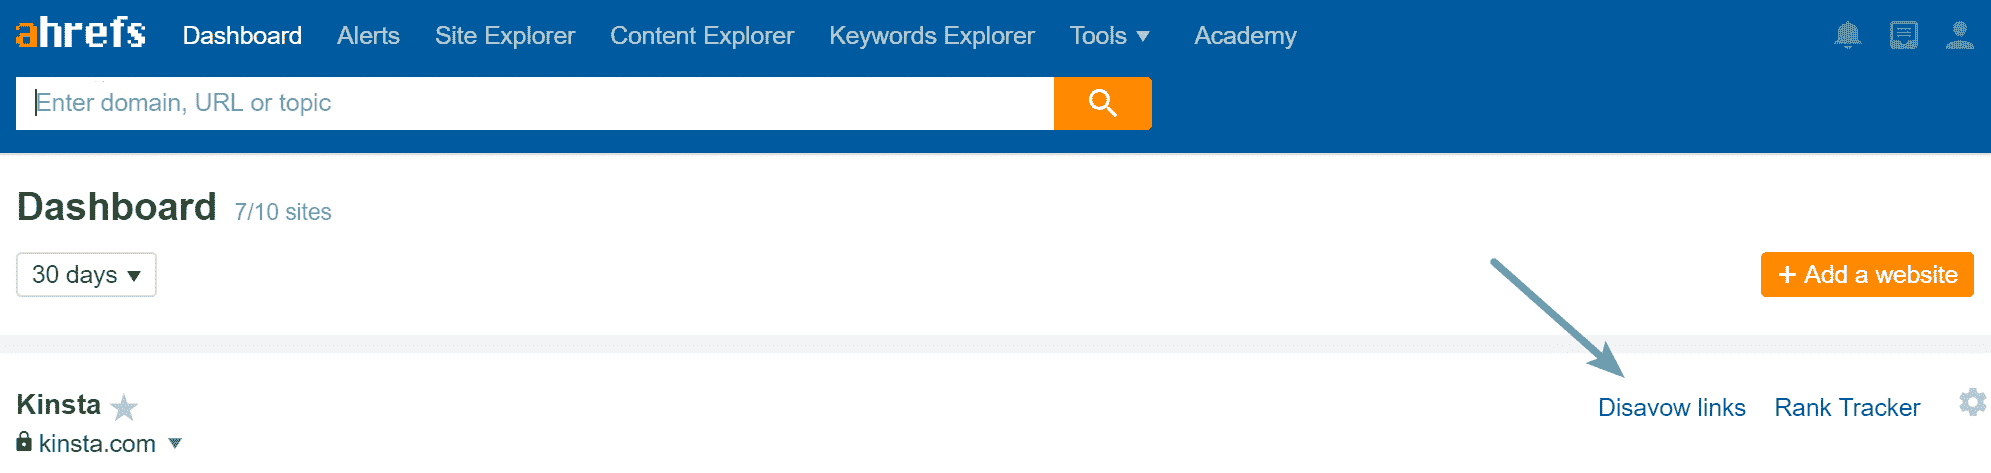 ahrefs Dashboard Alerts Site Explorer Content Explorer Keywords Explorer Tools Academy
Enter domain, URL or topic
Dashboard 7/10 sites
30 days
+ Add a website
Kinsta
Disavow links Rank Tracker
kinsta.com